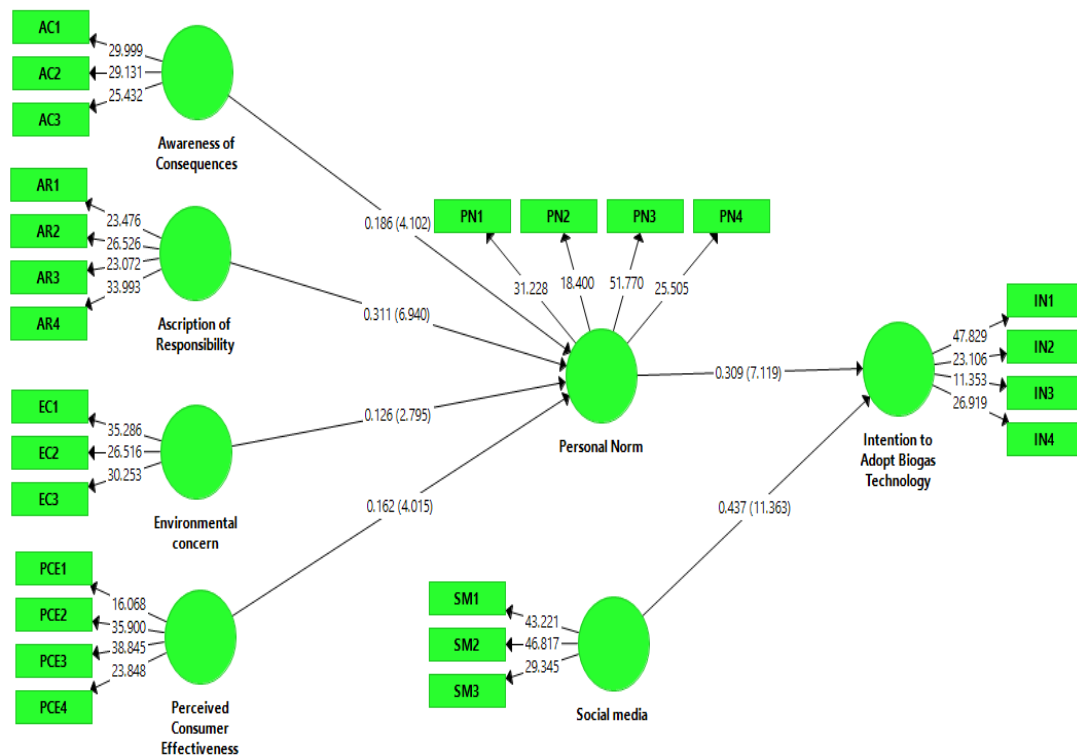 AC1
29.999
AC2
29.131
AC3
25.432
Awareness of
Consequences
AR1
23.476
AR2
26.526
AR3
23.072
AR4
33.993
Ascription of
Responsibility
EC1
35.286
EC2
26.516
EC3
30.253
Environmental
concern
PCE1
16.068
PCE2
35.900
PCE3
38.845
PCE4
23.848
Perceived
Consumer
Effectiveness
0.186 (4.102)
0.311 (6.940)
0.126 (2.795)
0.162 (4.015)
PN1
PN2
PN3
PN4
31.228
18.400
51.770
25.505
Personal Norm
0.309 (7.119)
SM1
43.221
SM2
46.817
SM3
29.345
Social media
0.437 (11.363)
IN1
47.829
IN2
23.106
IN3
11.353
IN4
26.919
Intention to
Adopt Biogas
Technology